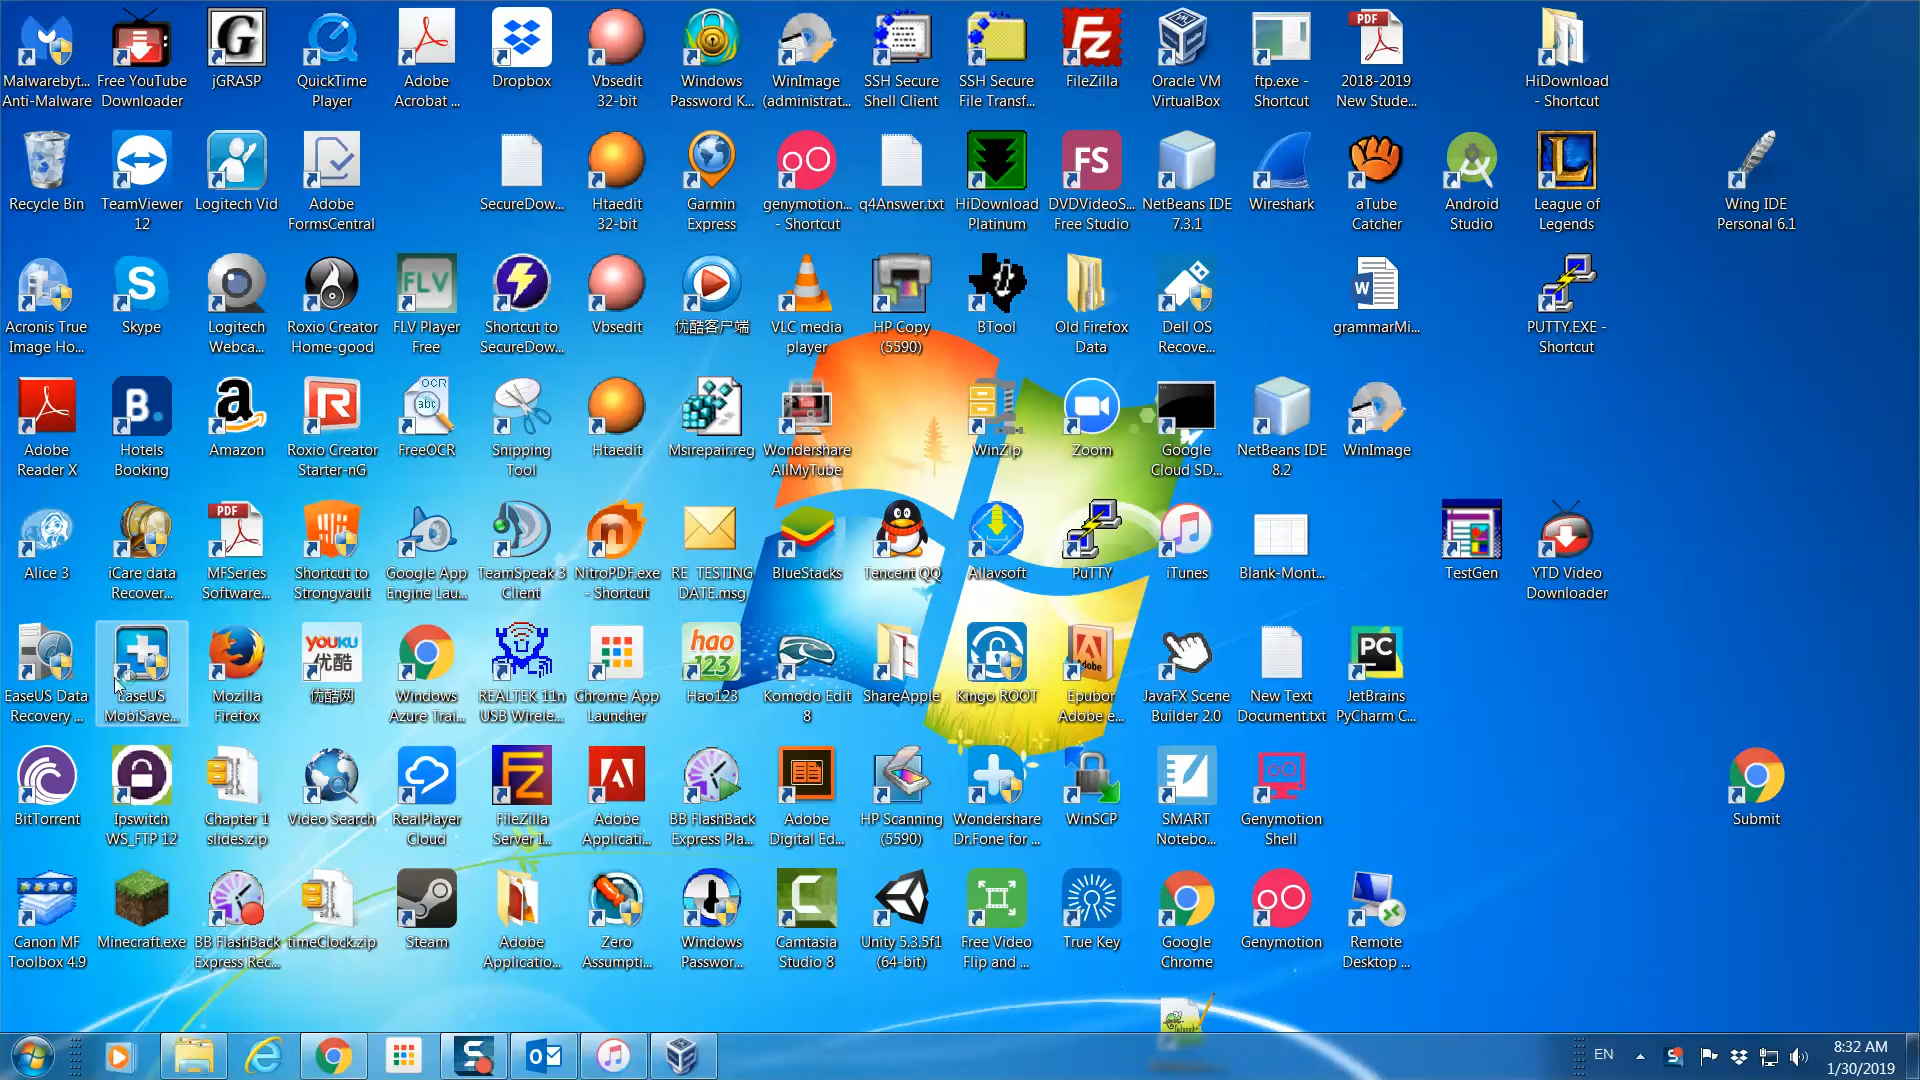 Malwarebyt...
Anti-Malware
Free YouTube
Downloader
G
jGRASP
QuickTime
Player
Adobe
Acrobat ...
Dropbox
Vbsedit
32-bit
Windows
Password K...
WinImage
(administrat...
SSH Secure
Shell Client
SSH Secure
File Transf...
Fz
FileZilla
Oracle VM
VirtualBox
ftp.exe -
Shortcut
PDF
2018-2019
New Stude...
HiDownload
- Shortcut
Recycle Bin
TeamViewer
12
Logitech Vid
Adobe
FormsCentral
SecureDow...
Htaedit
32-bit
Garmin
Express
genymotion...
- Shortcut
q4Answer.txt
HiDownload
Platinum
FS
DVDVideoS...
Free Studio
NetBeans IDE
7.3.1
Wireshark
aTube
Catcher
Android
Studio
L
League of
Legends
Wing IDE
Personal 6.1
Acronis True
Image Ho...
S
Skype
Logitech
Webca...
Roxio Creator
Home-good
FLV
FLV Player
Free
Shortcut to
SecureDow...
Vbsedit
优酷客户端
VLC media
player
HP Copy
(5590)
BTool
Old Firefox
Data
Dell OS
Recove...
W
grammarMi...
PUTTY.EXE -
Shortcut
Adobe
Reader X
B.
Hotels
Booking
a
Amazon
R
Roxio Creator
Starter-nG
OCR
abc
FreeOCR
Snipping
Tool
Htaedit
Msirepair.reg
Wondershare
AllMyTube
WinZip
Zoom
Google
Cloud SD...
NetBeans IDE
8.2
WinImage
Alice 3
iCare data
Recover...
PDF
MFSeries
Software...
Shortcut to
Strongvault
Google App
Engine Lau...
TeamSpeak 3
Client
n
NitroPDF.exe
- Shortcut
RE TESTING
DATE.msg
BlueStacks
Tencent QQ
Allavsoft
PuTTY
iTunes
Blank-Mont...
TestGen
YTD Video
Downloader
EaseUS Data
Recovery ...
EaseUS
MobiSave...
Mozilla
Firefox
YOUKU
优酷
优酷网
Windows
Azure Trai...
REALTEK 11n
USB Wirele...
Chrome App
Launcher
hao
123
Hao123
Komodo Edit
8
ShareApple
Kingo ROOT
Adobe
Epubor
Adobe e...
JavaFX Scene
Builder 2.0
New Text
Document.txt
PC
JetBrains
PyCharm C...
BitTorrent
Ipswitch
WS_FTP 12
Chapter 1
slides.zip
Video Search
RealPlayer
Cloud
FZ
FileZilla
Server I...
Adobe
Applicati...
BB FlashBack
Express Pla...
Adobe
Digital Ed...
HP Scanning
(5590)
Wondershare
Dr.Fone for ...
WinSCP
SMART
Notebo...
Genymotion
Shell
Submit
Canon MF
Toolbox 4.9
Minecraft.exe
BB FlashBack
Express Rec...
timeClock.zip
Steam
Adobe
Applicatio...
Zero
Assumpti...
Windows
Passwor...
C
Camtasia
Studio 8
Unity 5.3.5f1
(64-bit)
Free Video
Flip and ...
True Key
Google
Chrome
Genymotion
Remote
Desktop ...
S
EN
S
8:32 AM
1/30/2019